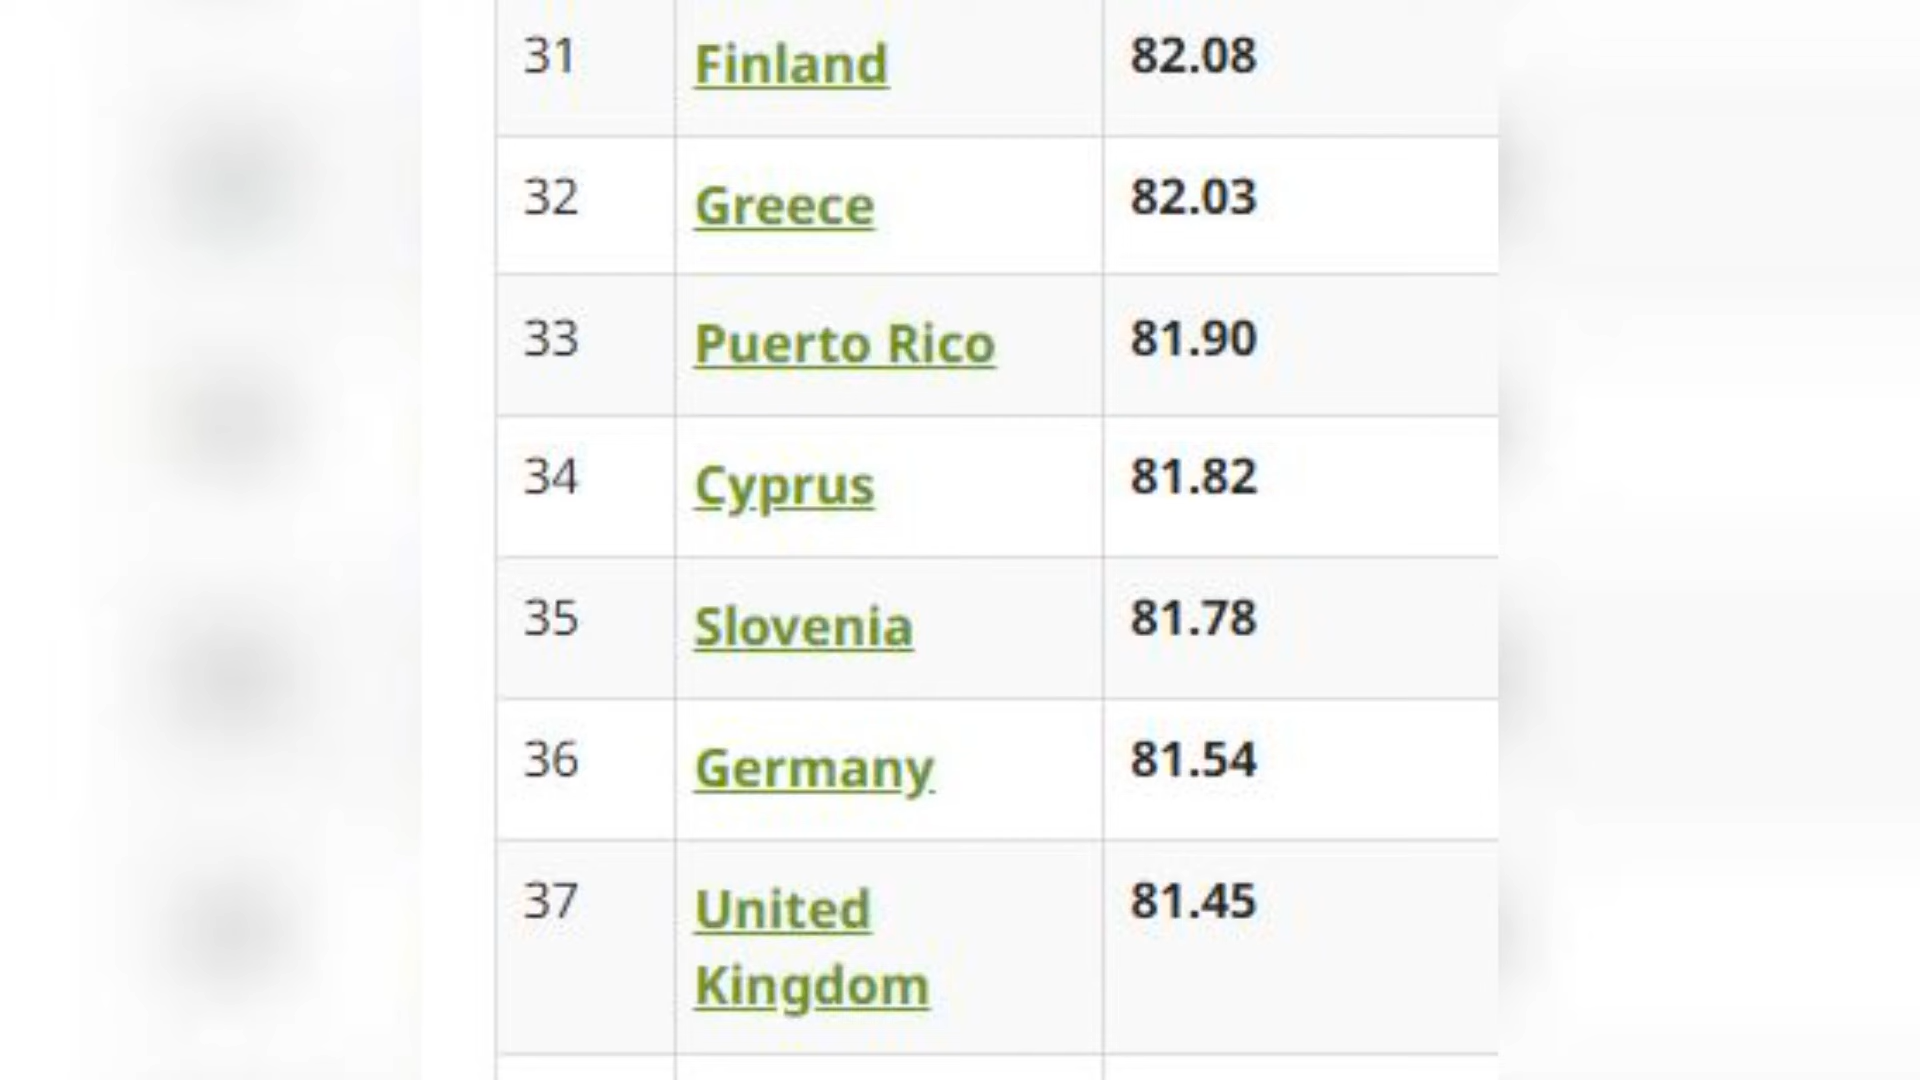 31 Finland 82.08
32 Greece 82.03
33 Puerto Rico 81.90
34 Cyprus 81.82
35 Slovenia 81.78
36 Germany 81.54
37 United 81.45
Kingdom